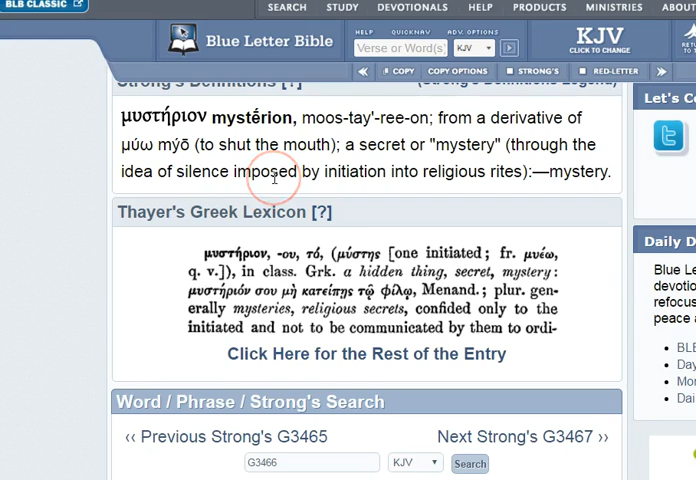 BLB CLASSIC
SEARCH STUDY DEVOTIONALS HELP PRODUCTS MINISTRIES ABOUT
Blue Letter Bible
HELP QUICKNAV ADV. OPTIONS
Verse or Word(s) KJV
KJV
CLICK TO CHANGE
COPY COPY OPTIONS STRONG'S RED-LETTER
Strong's Definitions [?] (Strong's Definitions Legend)
μυστήριον mystḗrion, moos-tay'-ree-on; from a derivative of
μύω mýō (to shut the mouth); a secret or "mystery" (through the
idea of silence imposed by initiation into religious rites):—mystery.
Thayer's Greek Lexicon [?]
μυστήριον, -ου, τό, (μύστης [one initiated; fr. μυέω,
q. v.]), in class. Grk. a hidden thing, secret, mystery:
μυστήριόν σου μὴ κατείπῃς τῷ φίλῳ, Menand.; plur. gen-
erally mysteries, religious secrets, confided only to the
initiated and not to be communicated by them to ordi-
Click Here for the Rest of the Entry
Word / Phrase / Strong's Search
‹‹ Previous Strong's G3465 Next Strong's G3467 ››
G3466 KJV Search
Let's Co
Daily D
Blue Le
devotio
refocus
peace a
BLB
Day
Mor
Dai